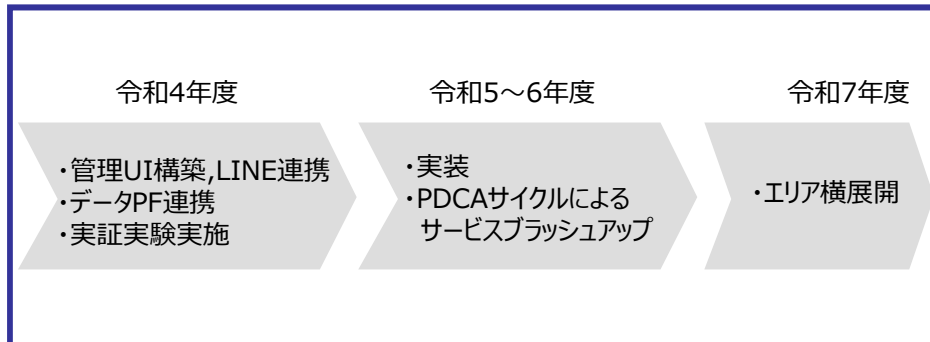 令和4年度
・管理UI構築,LINE連携
・データPF連携
・実証実験実施
令和5～6年度
・実装
・PDCAサイクルによる
サービスブラッシュアップ
令和7年度
・エリア横展開